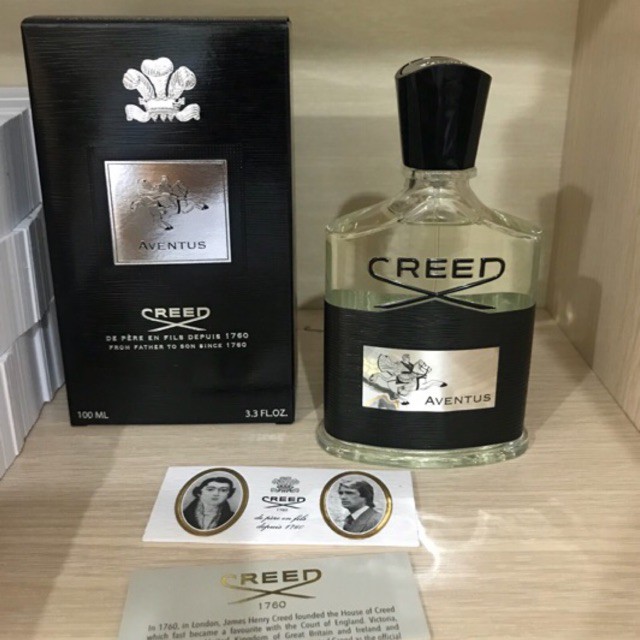 AVENTUS
CREED
DE PÈRE EN FILS DEPUIS 1760
FROM FATHER TO SON SINCE 1760
100 ML
3.3 FL.OZ.
CREED
AVENTUS
CREED
1760
de père en fils
depuis 1760
CREED
1760
In 1760, in London, James Henry Creed founded the House of Creed
which fast became a favourite with the Court of England. Victoria,
Kingdom of Great Britain and Ireland and
as the official